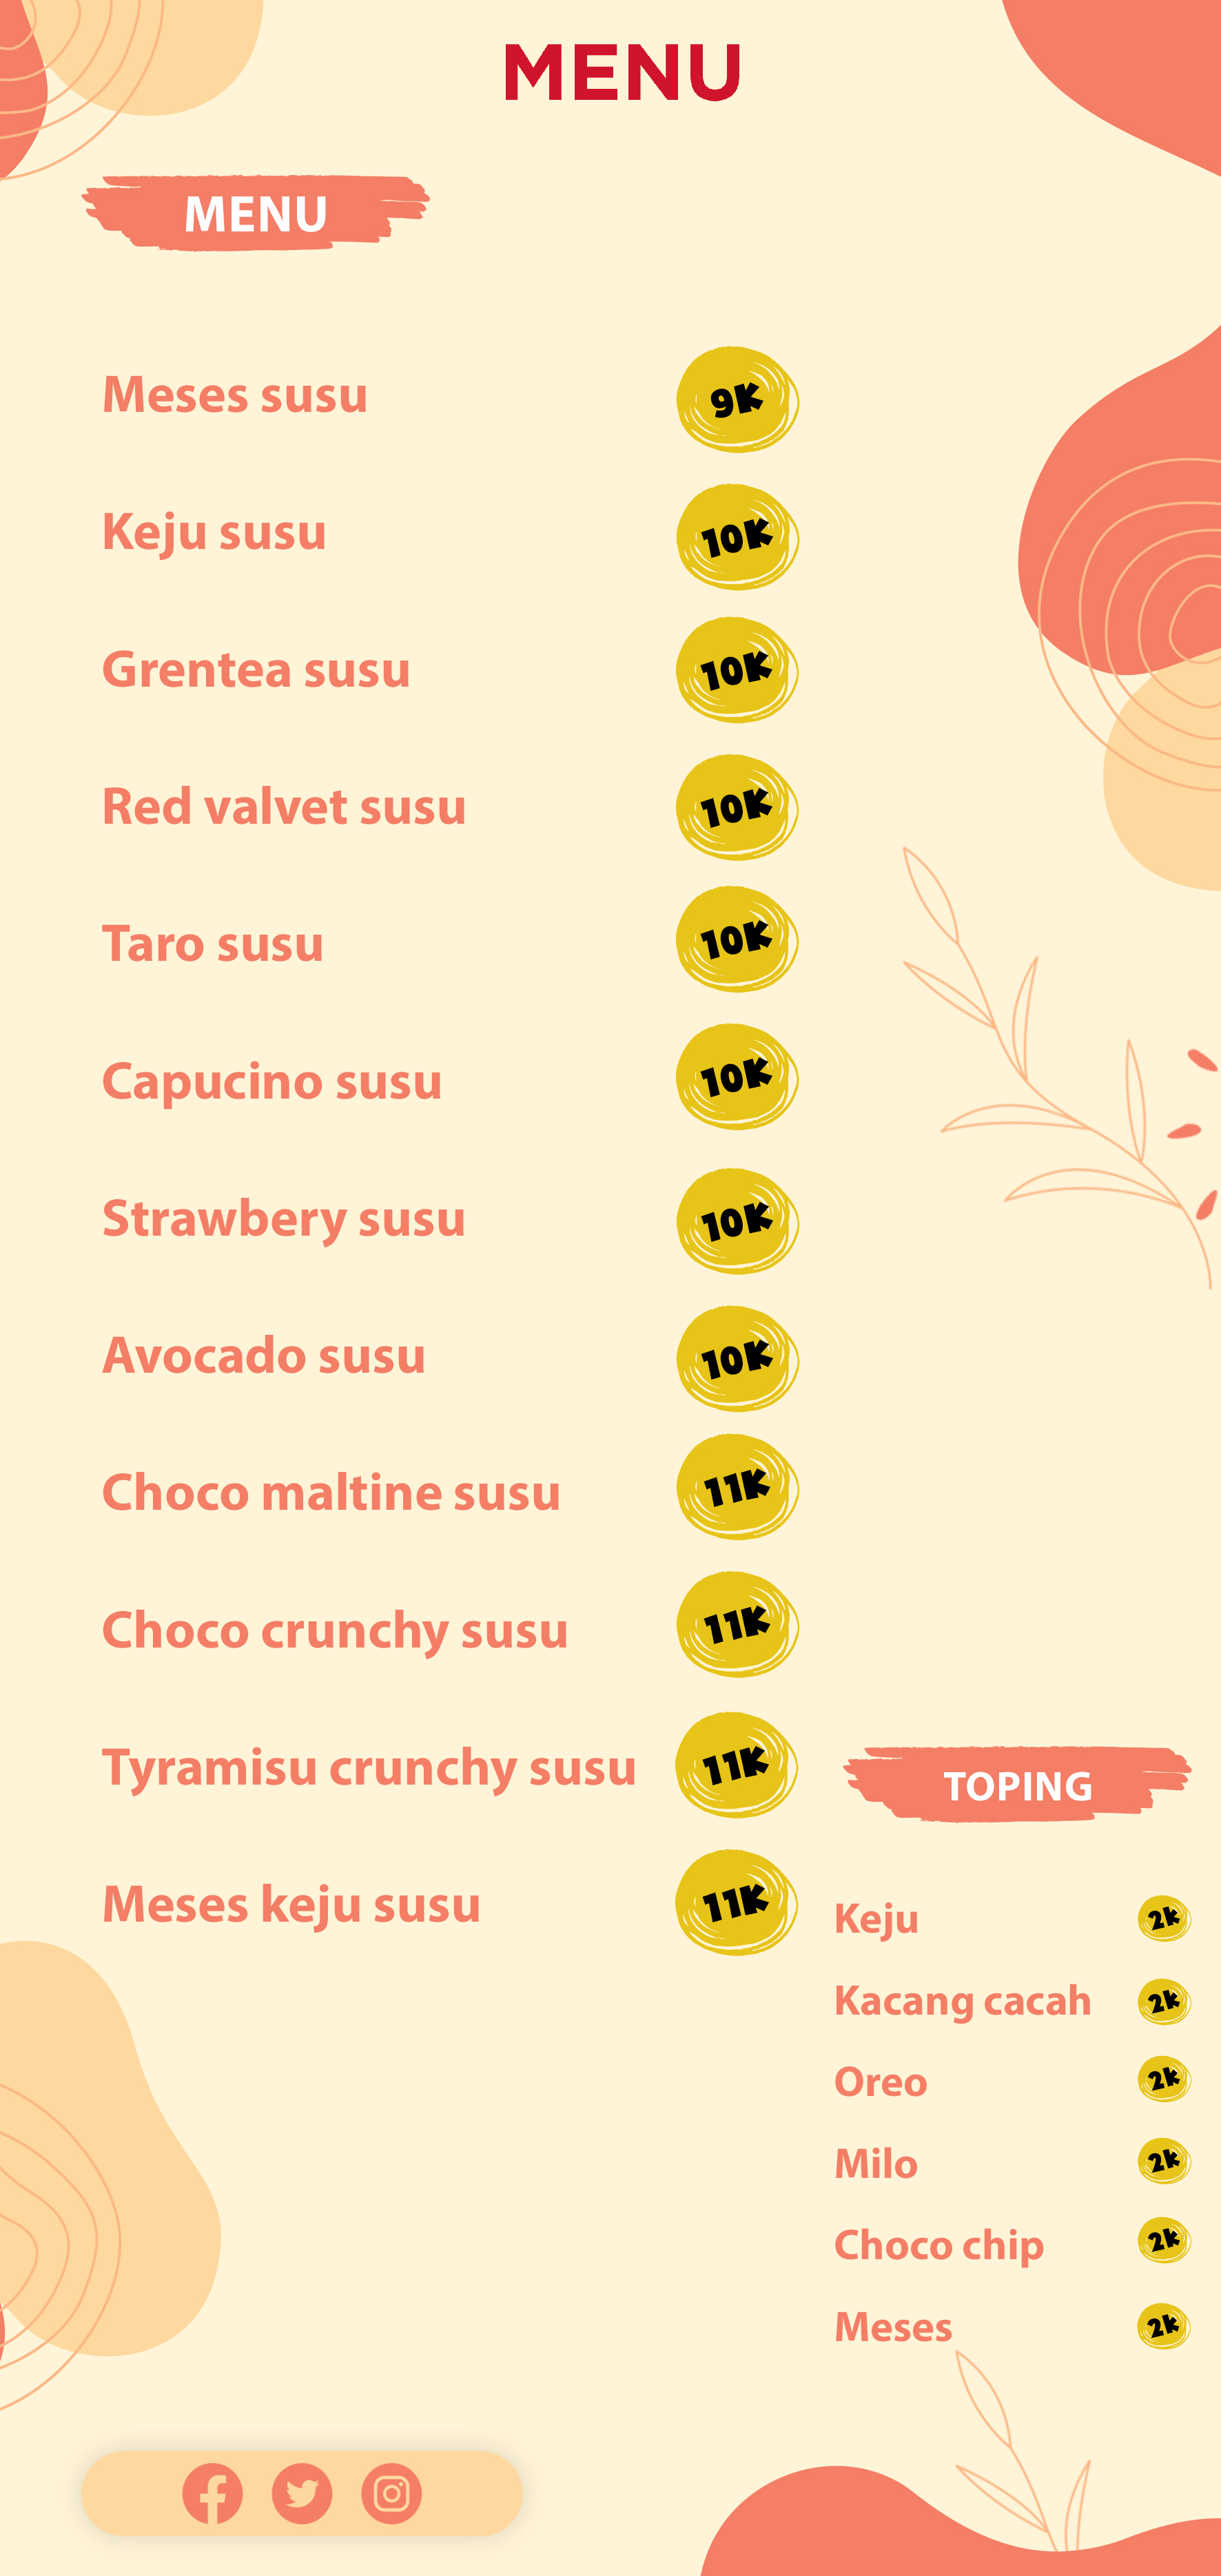 MENU
MENU
Meses susu 9K
Keju susu 10K
Grentea susu 10K
Red valvet susu 10K
Taro susu 10K
Capucino susu 10K
Strawbery susu 10K
Avocado susu 10K
Choco maltine susu 11K
Choco crunchy susu 11K
Tyramisu crunchy susu 11K
Meses keju susu 11K
TOPING
Keju 2K
Kacang cacah 2K
Oreo 2K
Milo 2K
Choco chip 2K
Meses 2K